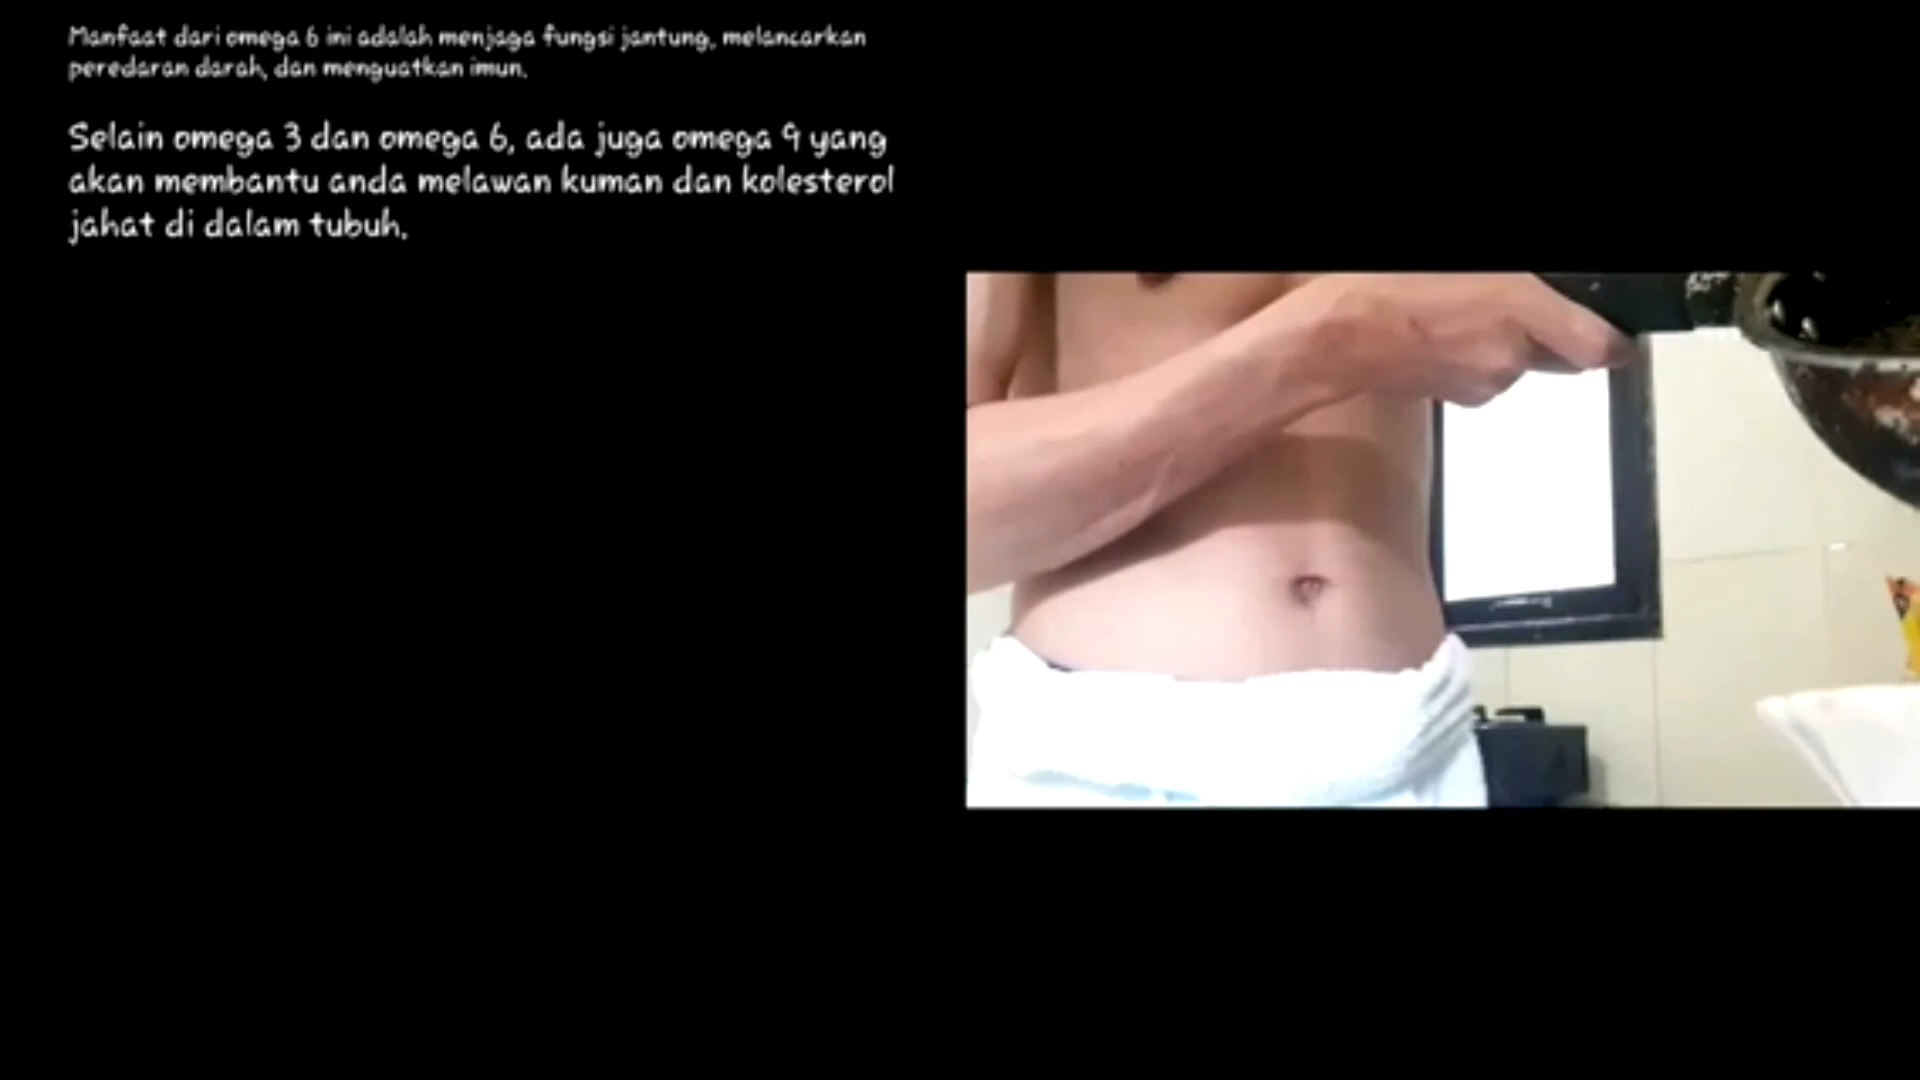 Manfaat dari omega 6 ini adalah menjaga fungsi jantung, melancarkan
peredaran darah, dan menguatkan imun.
Selain omega 3 dan omega 6, ada juga omega 9 yang
akan membantu anda melawan kuman dan kolesterol
jahat di dalam tubuh.